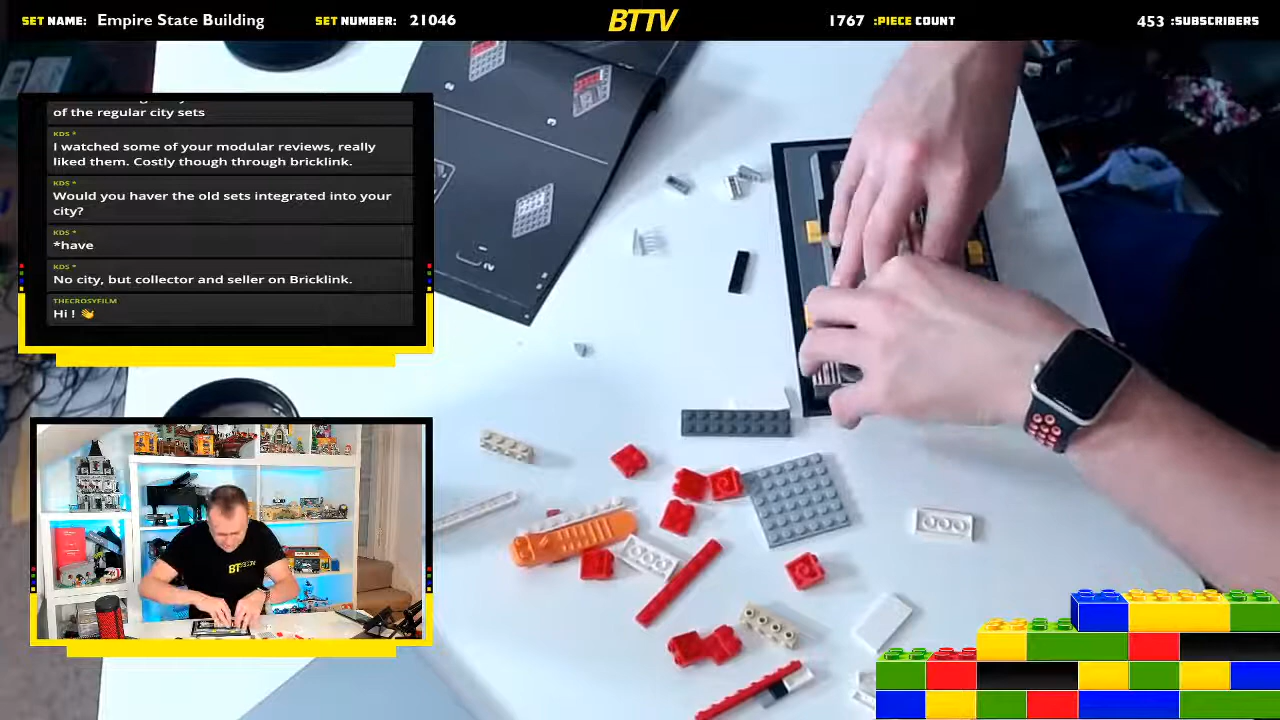 SET NAME: Empire State Building SET NUMBER: 21046 BTTV 1767 :PIECE COUNT 453 :SUBSCRIBERS
of the regular city sets
KDS *
I watched some of your modular reviews, really
liked them. Costly though through bricklink.
KDS *
Would you haver the old sets integrated into your
city?
KDS *
*have
KDS *
No city, but collector and seller on Bricklink.
THECROSYFILM
Hi ! 👋